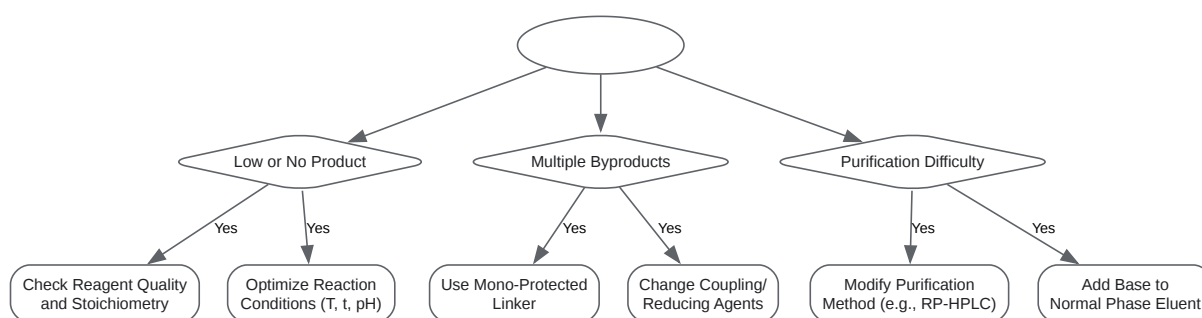 Low or No Product
Multiple Byproducts
Purification Difficulty
Yes
Yes
Yes
Yes
Yes
Yes
Check Reagent Quality
and Stoichiometry
Optimize Reaction
Conditions (T, t, pH)
Use Mono-Protected
Linker
Change Coupling/
Reducing Agents
Modify Purification
Method (e.g., RP-HPLC)
Add Base to
Normal Phase Eluent